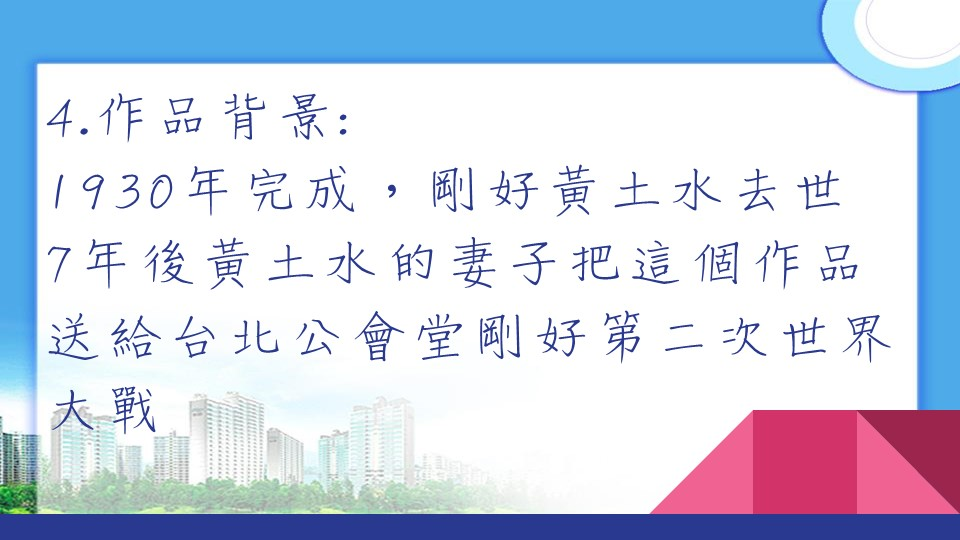 4.作品背景:
1930年完成，剛好黃土水去世
7年後黃土水的妻子把這個作品
送給台北公會堂剛好第二次世界
大戰